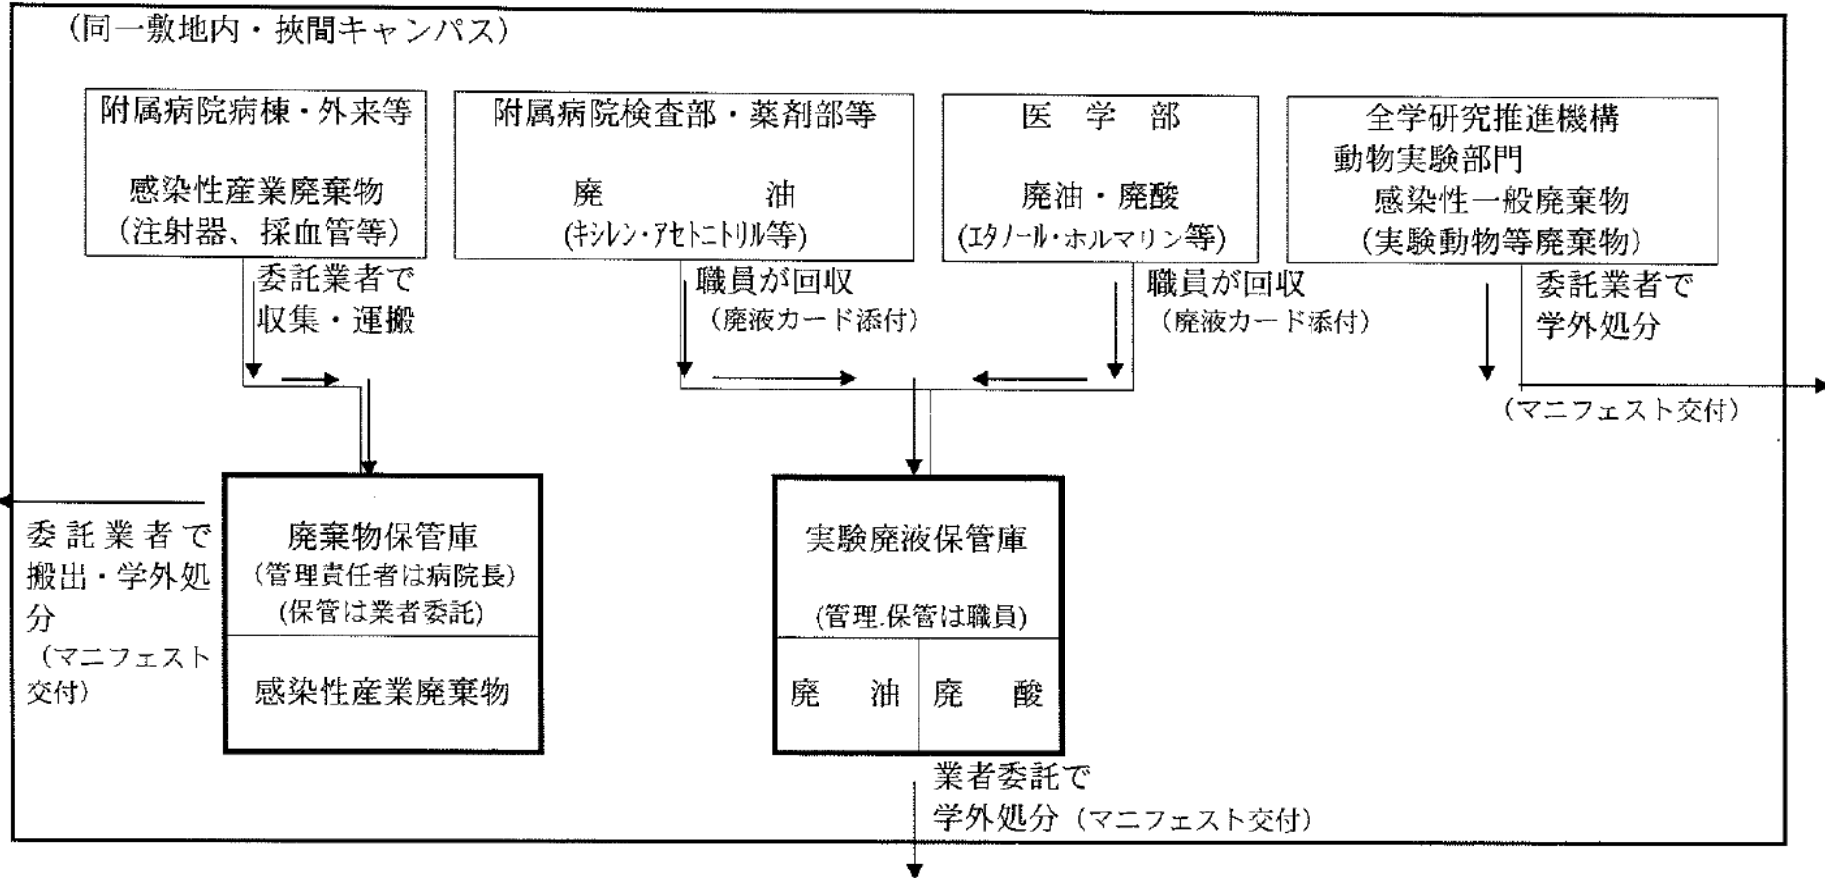 (同一敷地内・挾間キャンパス)
附属病院病棟・外来等
感染性産業廃棄物
(注射器、採血管等)
附属病院検査部・薬剤部等
廃　油
(ｷｼﾚﾝ・ｱｾﾄﾆﾄﾘﾙ等)
医　学　部
廃油・廃酸
(ｴﾀﾉｰﾙ・ホルマリン等)
全学研究推進機構
動物実験部門
感染性一般廃棄物
(実験動物等廃棄物)
委託業者で
収集・運搬
職員が回収
(廃液カード添付)
職員が回収
(廃液カード添付)
委託業者で
学外処分
(マニフェスト交付)
委託業者で
搬出・学外処
分
(マニフェスト
交付)
廃棄物保管庫
(管理責任者は病院長)
(保管は業者委託)
感染性産業廃棄物
実験廃液保管庫
(管理.保管は職員)
廃　油
廃　酸
業者委託で
学外処分(マニフェスト交付)